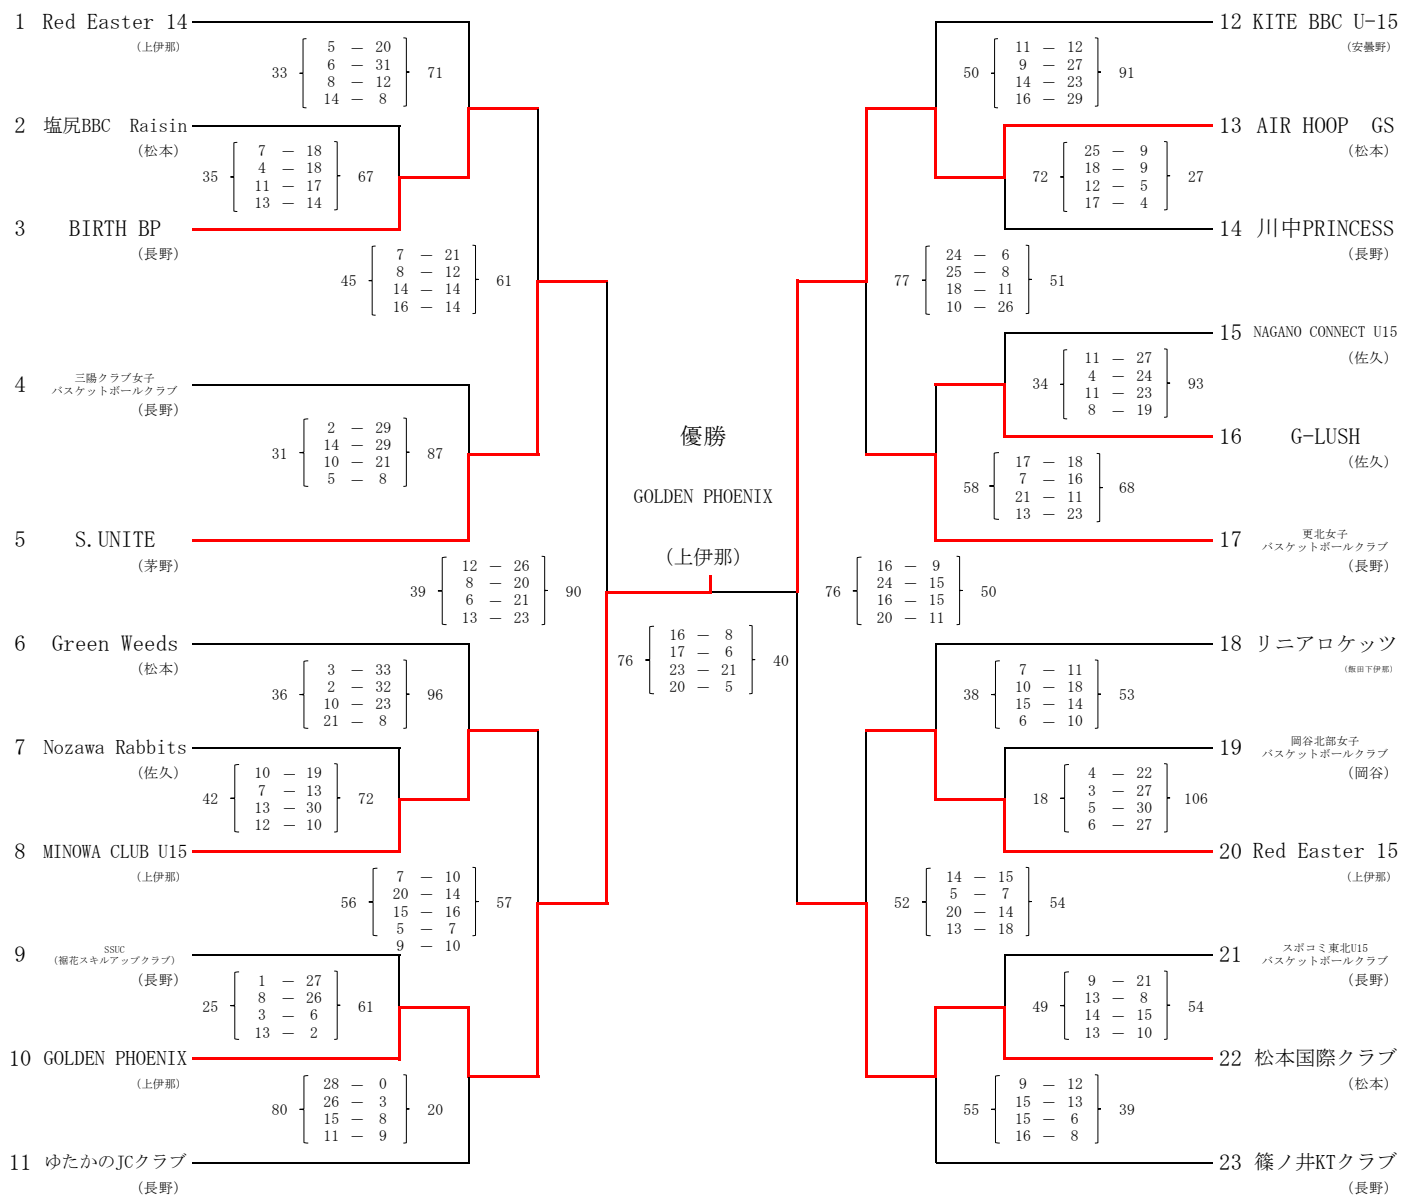 1 Red Easter 14
(上伊那)
33 5 － 20 71
6 － 31
8 － 12
14 － 8
2 塩尻BBC Raisin
(松本)
35 7 － 18 67
4 － 18
11 － 17
13 － 14
3 BIRTH BP
(長野)
45 7 － 21 61
8 － 12
14 － 14
16 － 14
4 三陽クラブ女子
バスケットボールクラブ
(長野)
31 2 － 29 87
14 － 29
10 － 21
5 － 8
5 S.UNITE
(茅野)
39 12 － 26 90
8 － 20
6 － 21
13 － 23
6 Green Weeds
(松本)
36 3 － 33 96
2 － 32
10 － 23
21 － 8
7 Nozawa Rabbits
(佐久)
42 10 － 19 72
7 － 13
13 － 30
12 － 10
8 MINOWA CLUB U15
(上伊那)
56 7 － 10 57
20 － 14
15 － 16
5 － 7
9 － 10
9 SSUC
(裾花スキルアップクラブ)
(長野)
25 1 － 27 61
8 － 26
3 － 6
13 － 2
10 GOLDEN PHOENIX
(上伊那)
80 28 － 0 20
26 － 3
15 － 8
11 － 9
11 ゆたかのJCクラブ
(長野)
優勝
GOLDEN PHOENIX
(上伊那)
76 16 － 8 40
17 － 6
23 － 21
20 － 5
12 KITE BBC U-15
(安曇野)
50 11 － 12 91
9 － 27
14 － 23
16 － 29
13 AIR HOOP GS
(松本)
72 25 － 9 27
18 － 9
12 － 5
17 － 4
14 川中PRINCESS
(長野)
77 24 － 6 51
25 － 8
18 － 11
10 － 26
15 NAGANO CONNECT U15
(佐久)
34 11 － 27 93
4 － 24
11 － 23
8 － 19
16 G-LUSH
(佐久)
58 17 － 18 68
7 － 16
21 － 11
13 － 23
17 更北女子
バスケットボールクラブ
(長野)
76 16 － 9 50
24 － 15
16 － 15
20 － 11
18 リニアロケッツ
(飯田下伊那)
38 7 － 11 53
10 － 18
15 － 14
6 － 10
19 岡谷北部女子
バスケットボールクラブ
(岡谷)
18 4 － 22 106
3 － 27
5 － 30
6 － 27
20 Red Easter 15
(上伊那)
52 14 － 15 54
5 － 7
20 － 14
13 － 18
21 スポコミ東北U15
バスケットボールクラブ
(長野)
49 9 － 21 54
13 － 8
14 － 15
13 － 10
22 松本国際クラブ
(松本)
55 9 － 12 39
15 － 13
15 － 6
16 － 8
23 篠ノ井KTクラブ
(長野)